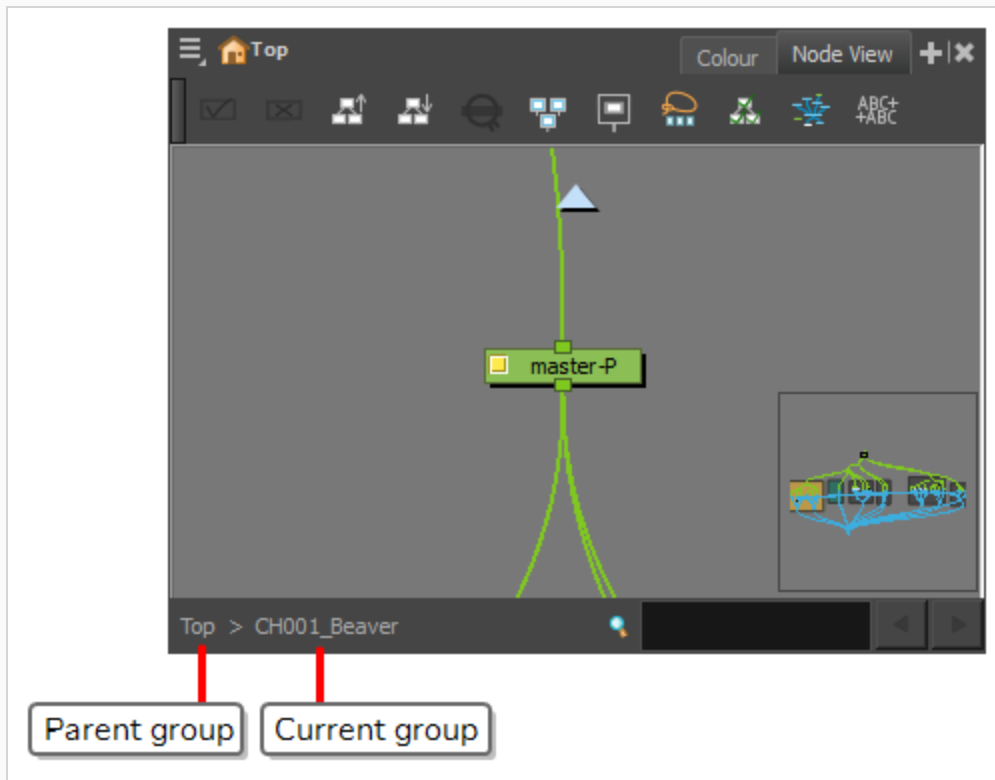 Top
Colour
Node View
ABC+
+ABC
master-P
Top > CH001_Beaver
Parent group
Current group